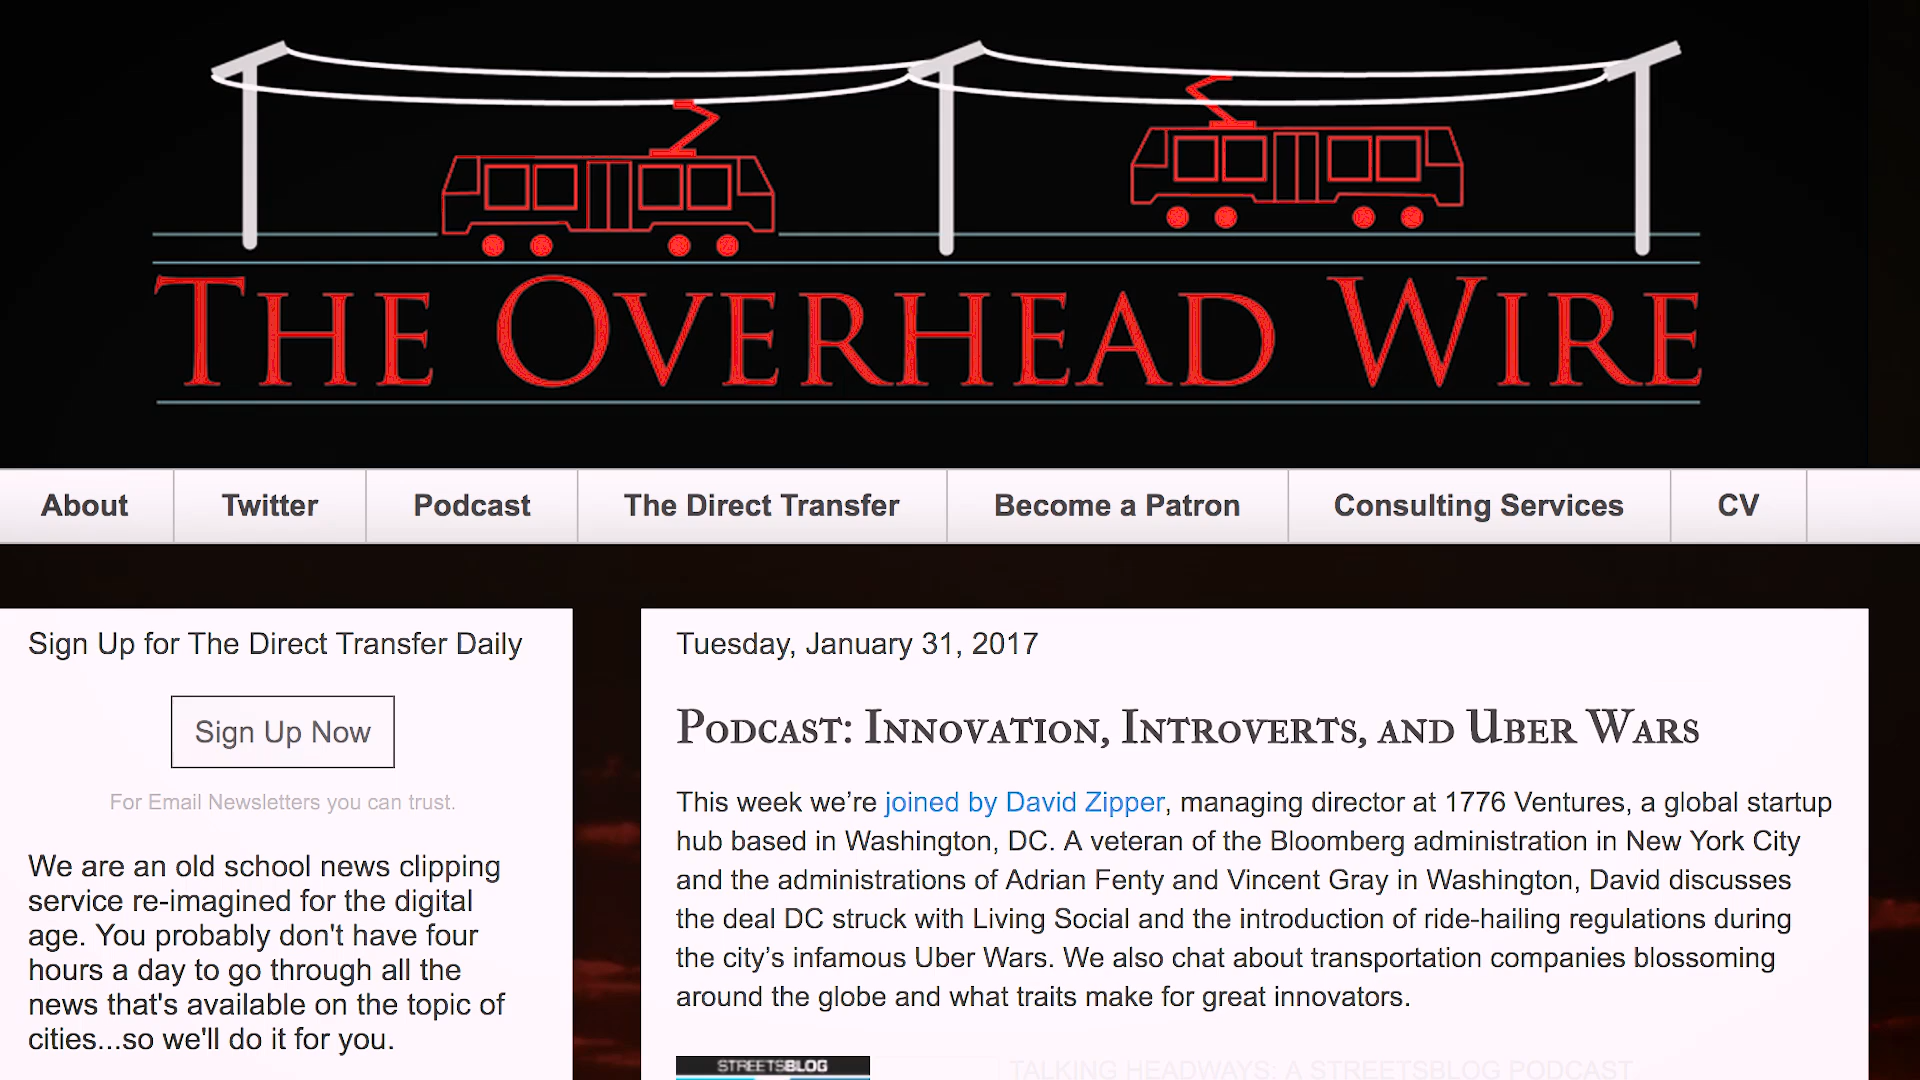 THE OVERHEAD WIRE
About
Twitter
Podcast
The Direct Transfer
Become a Patron
Consulting Services
CV
Sign Up for The Direct Transfer Daily
Sign Up Now
For Email Newsletters you can trust.
We are an old school news clipping
service re-imagined for the digital
age. You probably don't have four
hours a day to go through all the
news that's available on the topic of
cities...so we'll do it for you.
Tuesday, January 31, 2017
PODCAST: INNOVATION, INTROVERTS, AND UBER WARS
This week we’re joined by David Zipper, managing director at 1776 Ventures, a global startup
hub based in Washington, DC. A veteran of the Bloomberg administration in New York City
and the administrations of Adrian Fenty and Vincent Gray in Washington, David discusses
the deal DC struck with Living Social and the introduction of ride-hailing regulations during
the city’s infamous Uber Wars. We also chat about transportation companies blossoming
around the globe and what traits make for great innovators.
STREETSBLOG
TALKING HEADWAYS: A STREETSBLOG PODCAST